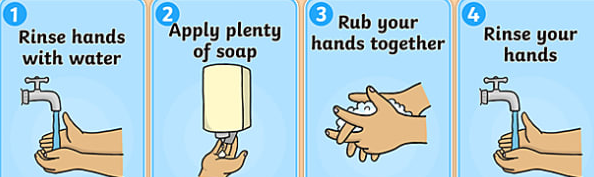 1
Rinse hands
with water
2
Apply plenty
of soap
3
Rub your
hands together
4
Rinse your
hands